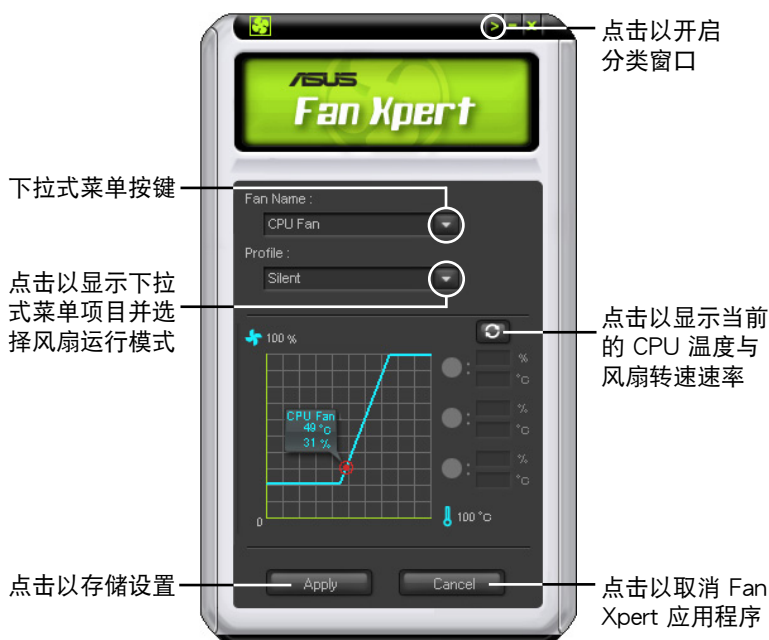 点击以开启
分类窗口
ASUS
Fan Xpert
下拉式菜单按键
Fan Name :
CPU Fan
Profile :
Silent
点击以显示下拉
式菜单项目并选
择风扇运行模式
点击以显示当前
的 CPU 温度与
风扇转速速率
100 %
CPU Fan
49 °C
31 %
: %
°C
: %
°C
: %
°C
0
100 °C
点击以存储设置
Apply
Cancel
点击以取消 Fan
Xpert 应用程序